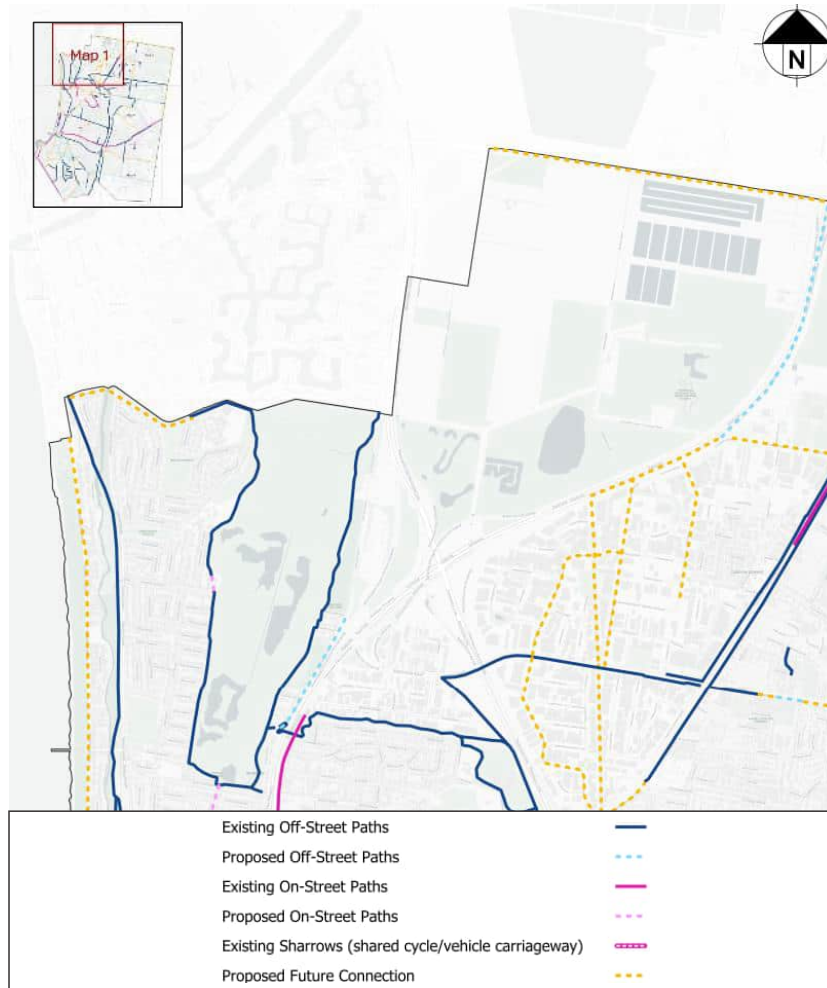 Map 1
N
Existing Off-Street Paths
Proposed Off-Street Paths
Existing On-Street Paths
Proposed On-Street Paths
Existing Sharrows (shared cycle/vehicle carriageway)
Proposed Future Connection